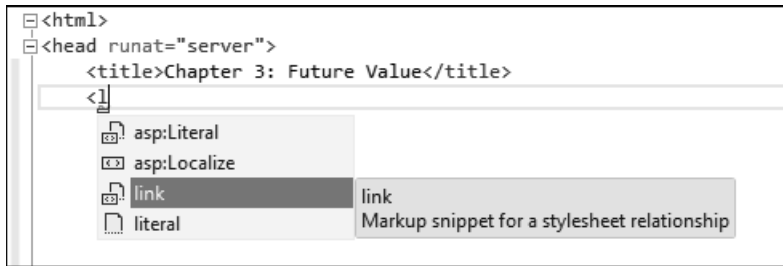 <html>
<head runat="server">
<title>Chapter 3: Future Value</title>
<l
asp:Literal
asp:Localize
link
link
literal
Markup snippet for a stylesheet relationship